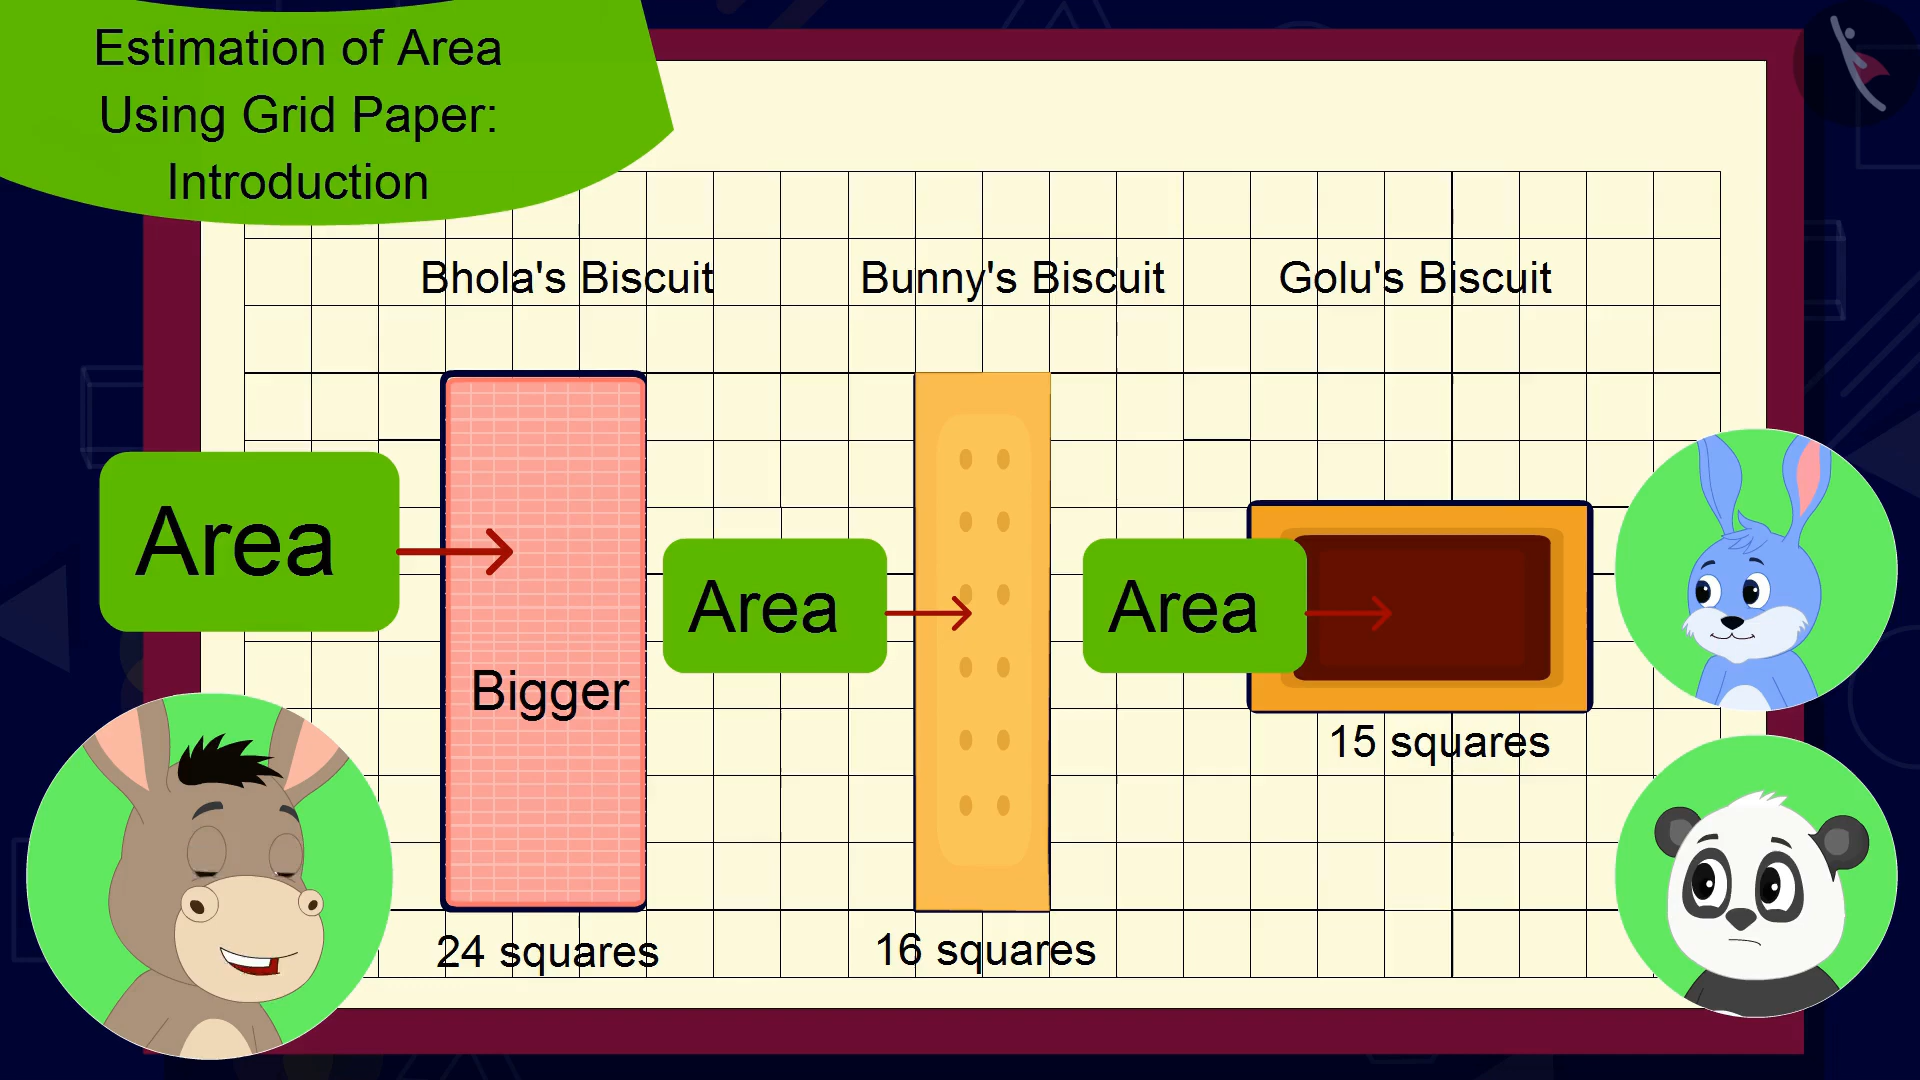 Estimation of Area
Using Grid Paper:
Introduction
Bhola's Biscuit
Bunny's Biscuit
Golu's Biscuit
Area
Area
Area
Bigger
15 squares
24 squares
16 squares